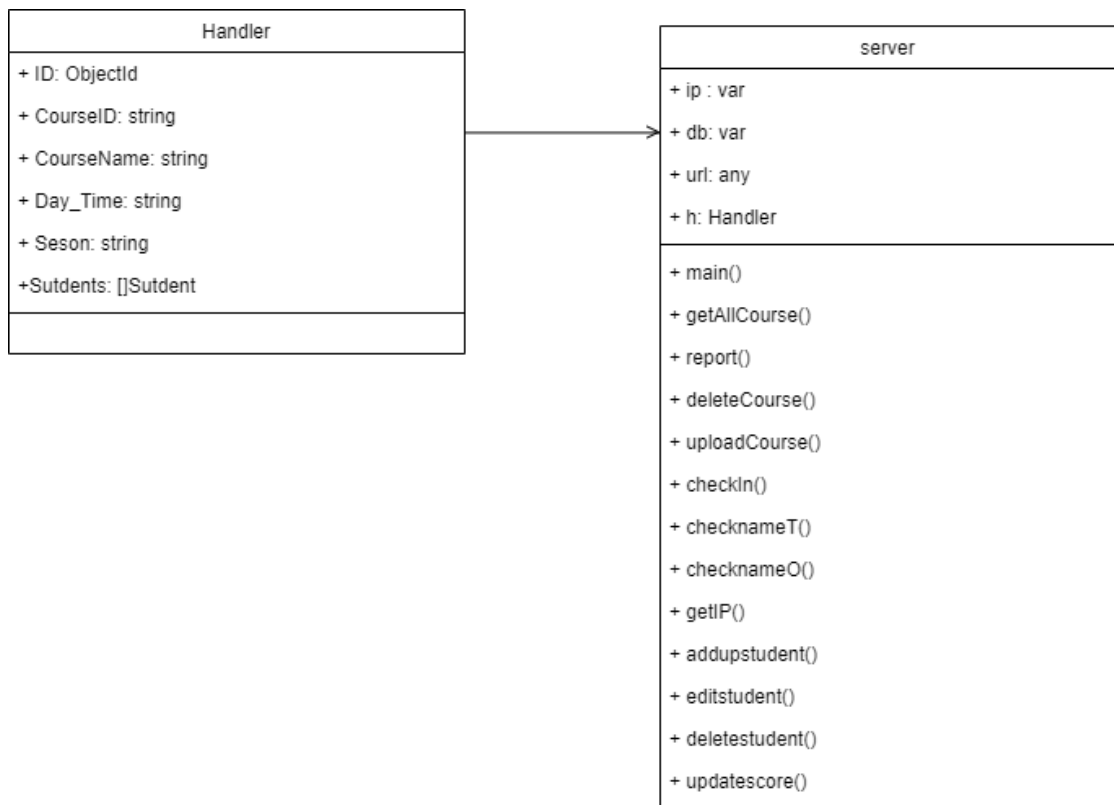 Handler
+ ID: ObjectId
+ CourseID: string
+ CourseName: string
+ Day_Time: string
+ Seson: string
+Sutdents: []Sutdent
server
+ ip : var
+ db: var
+ url: any
+ h: Handler
+ main()
+ getAllCourse()
+ report()
+ deleteCourse()
+ uploadCourse()
+ checkIn()
+ checknameT()
+ checknameO()
+ getIP()
+ addupstudent()
+ editstudent()
+ deletestudent()
+ updatescore()